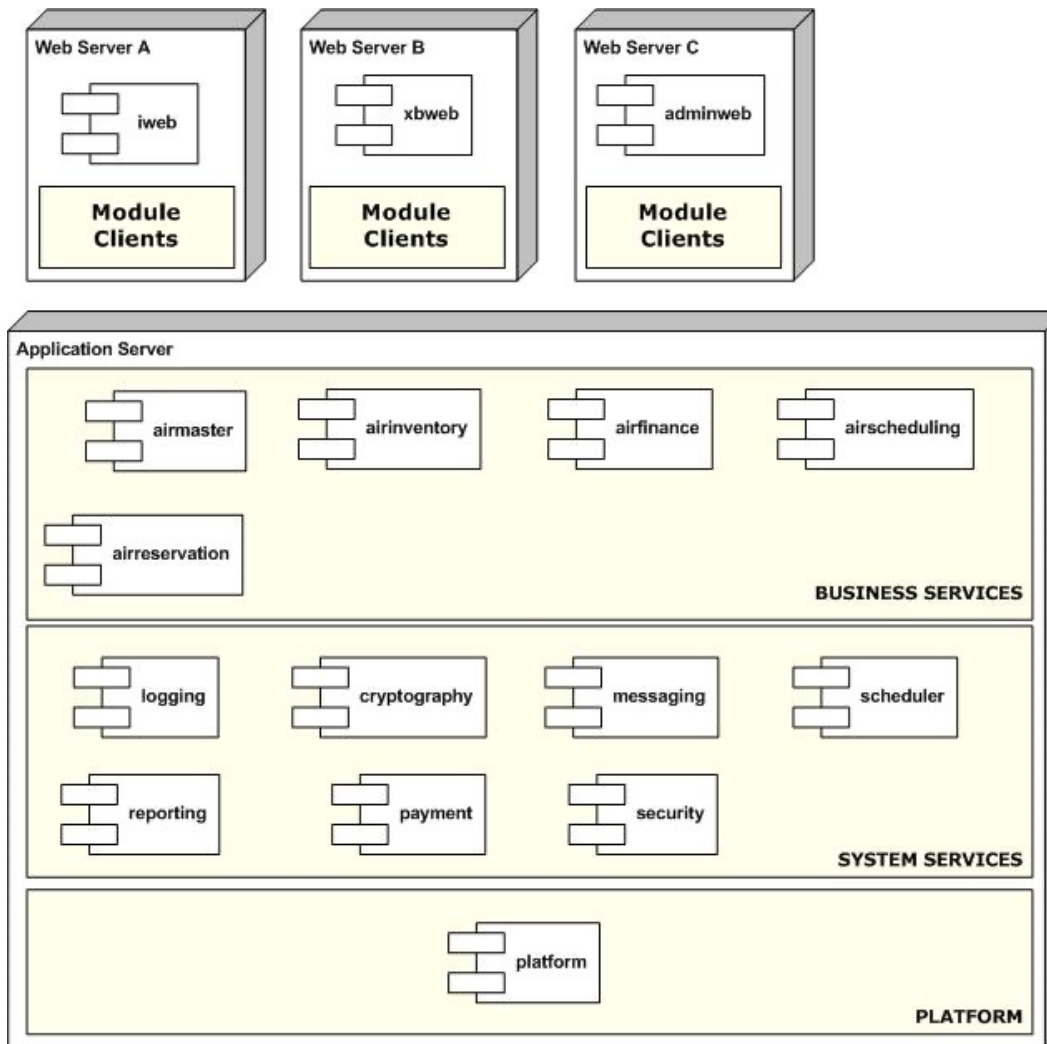 Web Server A
iweb
Module
Clients
Web Server B
xbweb
Module
Clients
Web Server C
adminweb
Module
Clients
Application Server
airmaster
airinventory
airfinance
airscheduling
airreservation
BUSINESS SERVICES
logging
cryptography
messaging
scheduler
reporting
payment
security
SYSTEM SERVICES
platform
PLATFORM